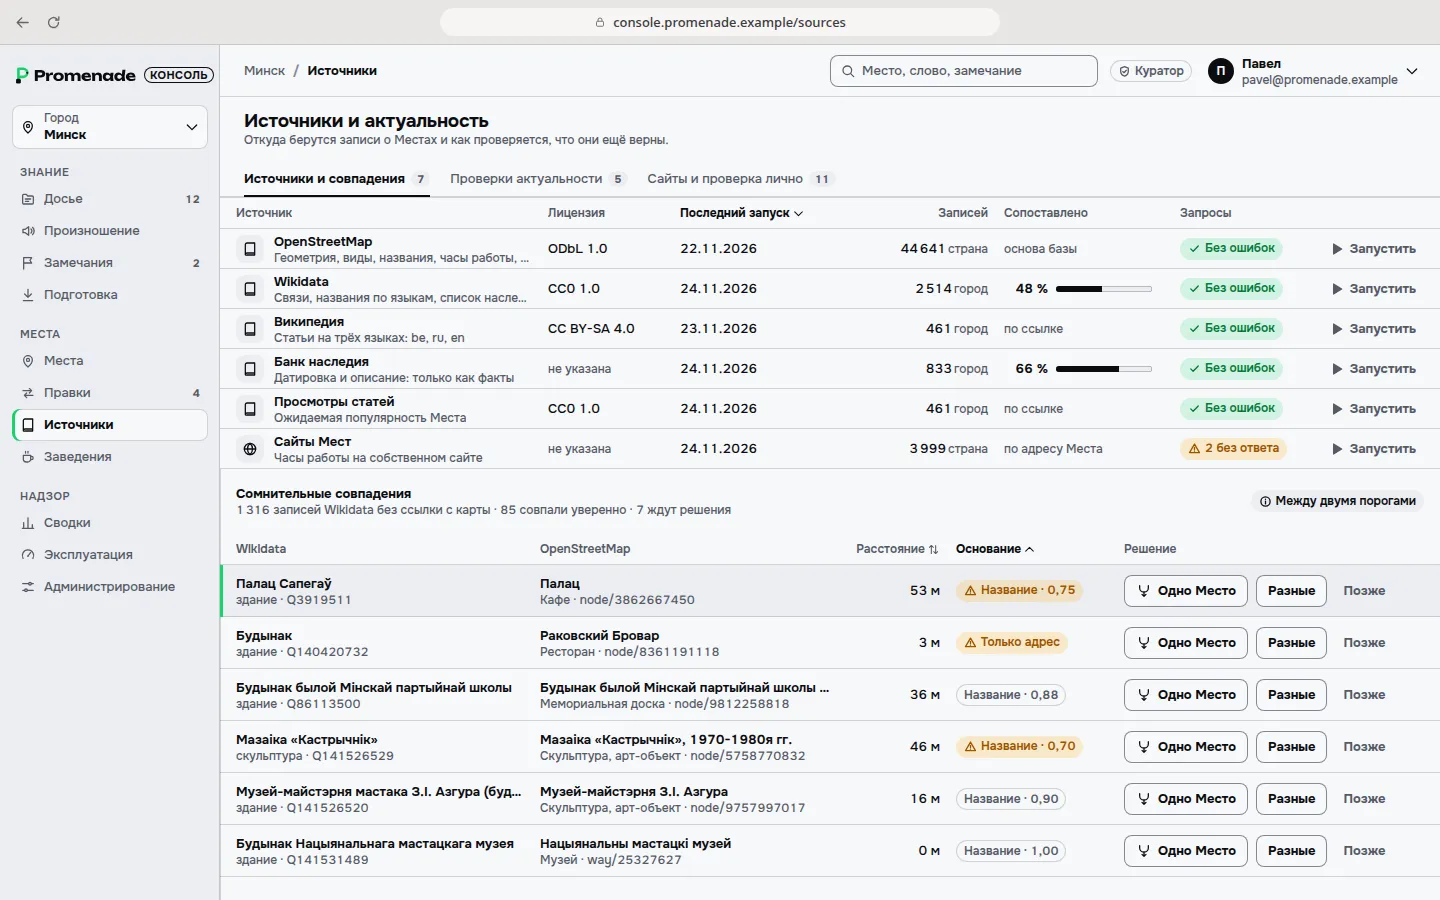 console.promenade.example/sources
Promenade КОНСОЛЬ
Город
Минск
ЗНАНИЕ
Досье 12
Произношение
Замечания 2
Подготовка
МЕСТА
Места
Правки 4
Источники
Заведения
НАДЗОР
Сводки
Эксплуатация
Администрирование
Минск / Источники
Место, слово, замечание
Куратор
П
Павел
pavel@promenade.example
Источники и актуальность
Откуда берутся записи о Местах и как проверяется, что они ещё верны.
Источники и совпадения 7 Проверки актуальности 5 Сайты и проверка лично 11
Источник Лицензия Последний запуск Записей Сопоставлено Запросы
OpenStreetMap
Геометрия, виды, названия, часы работы, ...
ODbL 1.0 22.11.2026 44 641 страна основа базы Без ошибок Запустить
Wikidata
Связи, названия по языкам, список насле...
CC0 1.0 24.11.2026 2 514 город 48 % Без ошибок Запустить
Википедия
Статьи на трёх языках: be, ru, en
CC BY-SA 4.0 23.11.2026 461 город по ссылке Без ошибок Запустить
Банк наследия
Датировка и описание: только как факты
не указана 24.11.2026 833 город 66 % Без ошибок Запустить
Просмотры статей
Ожидаемая популярность Места
CC0 1.0 24.11.2026 461 город по ссылке Без ошибок Запустить
Сайты Мест
Часы работы на собственном сайте
не указана 24.11.2026 3 999 страна по адресу Места 2 без ответа Запустить
Сомнительные совпадения
1 316 записей Wikidata без ссылки с карты · 85 совпали уверенно · 7 ждут решения
Между двумя порогами
Wikidata OpenStreetMap Расстояние Основание Решение
Палац Сапегаў
здание · Q3919511
Палац
Кафе · node/3862667450
53 м Название · 0,75 Одно Место Разные Позже
Будынак
здание · Q140420732
Раковский Бровар
Ресторан · node/8361191118
3 м Только адрес Одно Место Разные Позже
Будынак былой Мінскай партыйнай школы
здание · Q86113500
Будынак былой Мінскай партыйнай школы ...
Мемориальная доска · node/9812258818
36 м Название · 0,88 Одно Место Разные Позже
Мазаіка «Кастрычнік»
скульптура · Q141526529
Мазаіка «Кастрычнік», 1970-1980я гг.
Скульптура, арт-объект · node/5758770832
46 м Название · 0,70 Одно Место Разные Позже
Музей-майстэрня мастака З.І. Азгура (буд...
здание · Q141526520
Музей-майстэрня З.І. Азгура
Скульптура, арт-объект · node/9757997017
16 м Название · 0,90 Одно Место Разные Позже
Будынак Нацыянальнага мастацкага музея
здание · Q141531489
Нацыянальны мастацкі музей
Музей · way/25327627
0 м Название · 1,00 Одно Место Разные Позже